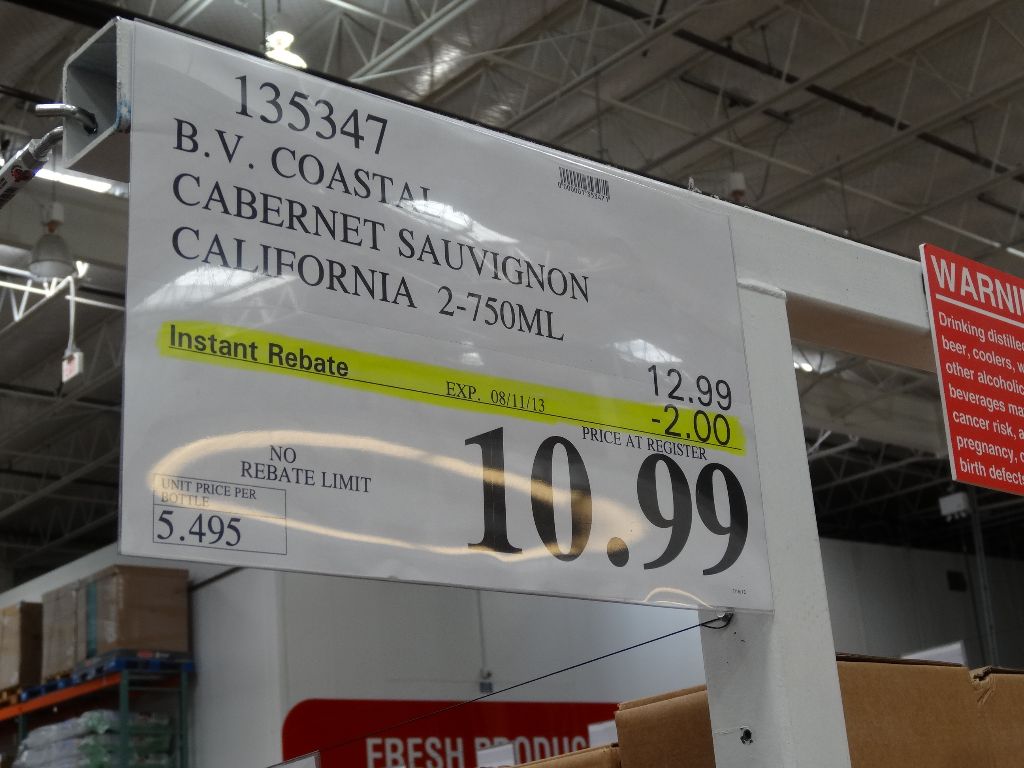 135347
B.V. COASTAL
CABERNET SAUVIGNON
CALIFORNIA 2-750ML
Instant Rebate
EXP. 08/11/13
12.99
-2.00
PRICE AT REGISTER
10.99
NO
REBATE LIMIT
UNIT PRICE PER
BOTTLE
5.495
WARNI
Drinking distille
beer, coolers, w
other alcoholic
beverages ma
cancer risk, a
pregnancy, o
birth defects
FRESH PRODUC